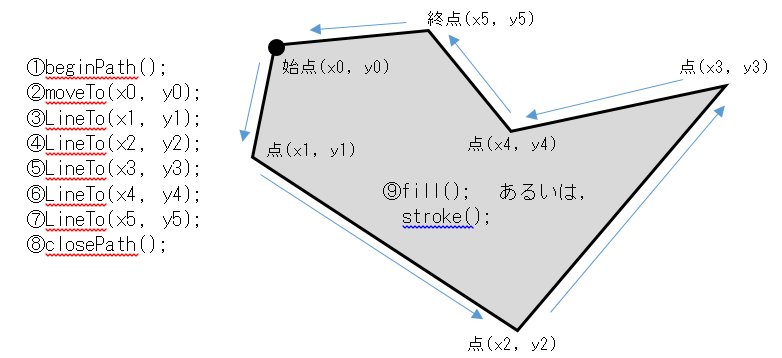 ①beginPath();
②moveTo(x0, y0);
③LineTo(x1, y1);
④LineTo(x2, y2);
⑤LineTo(x3, y3);
⑥LineTo(x4, y4);
⑦LineTo(x5, y5);
⑧closePath();
終点(x5, y5)
始点(x0, y0)
点(x3, y3)
点(x1, y1)
点(x4, y4)
⑨fill(); あるいは,
stroke();
点(x2, y2)